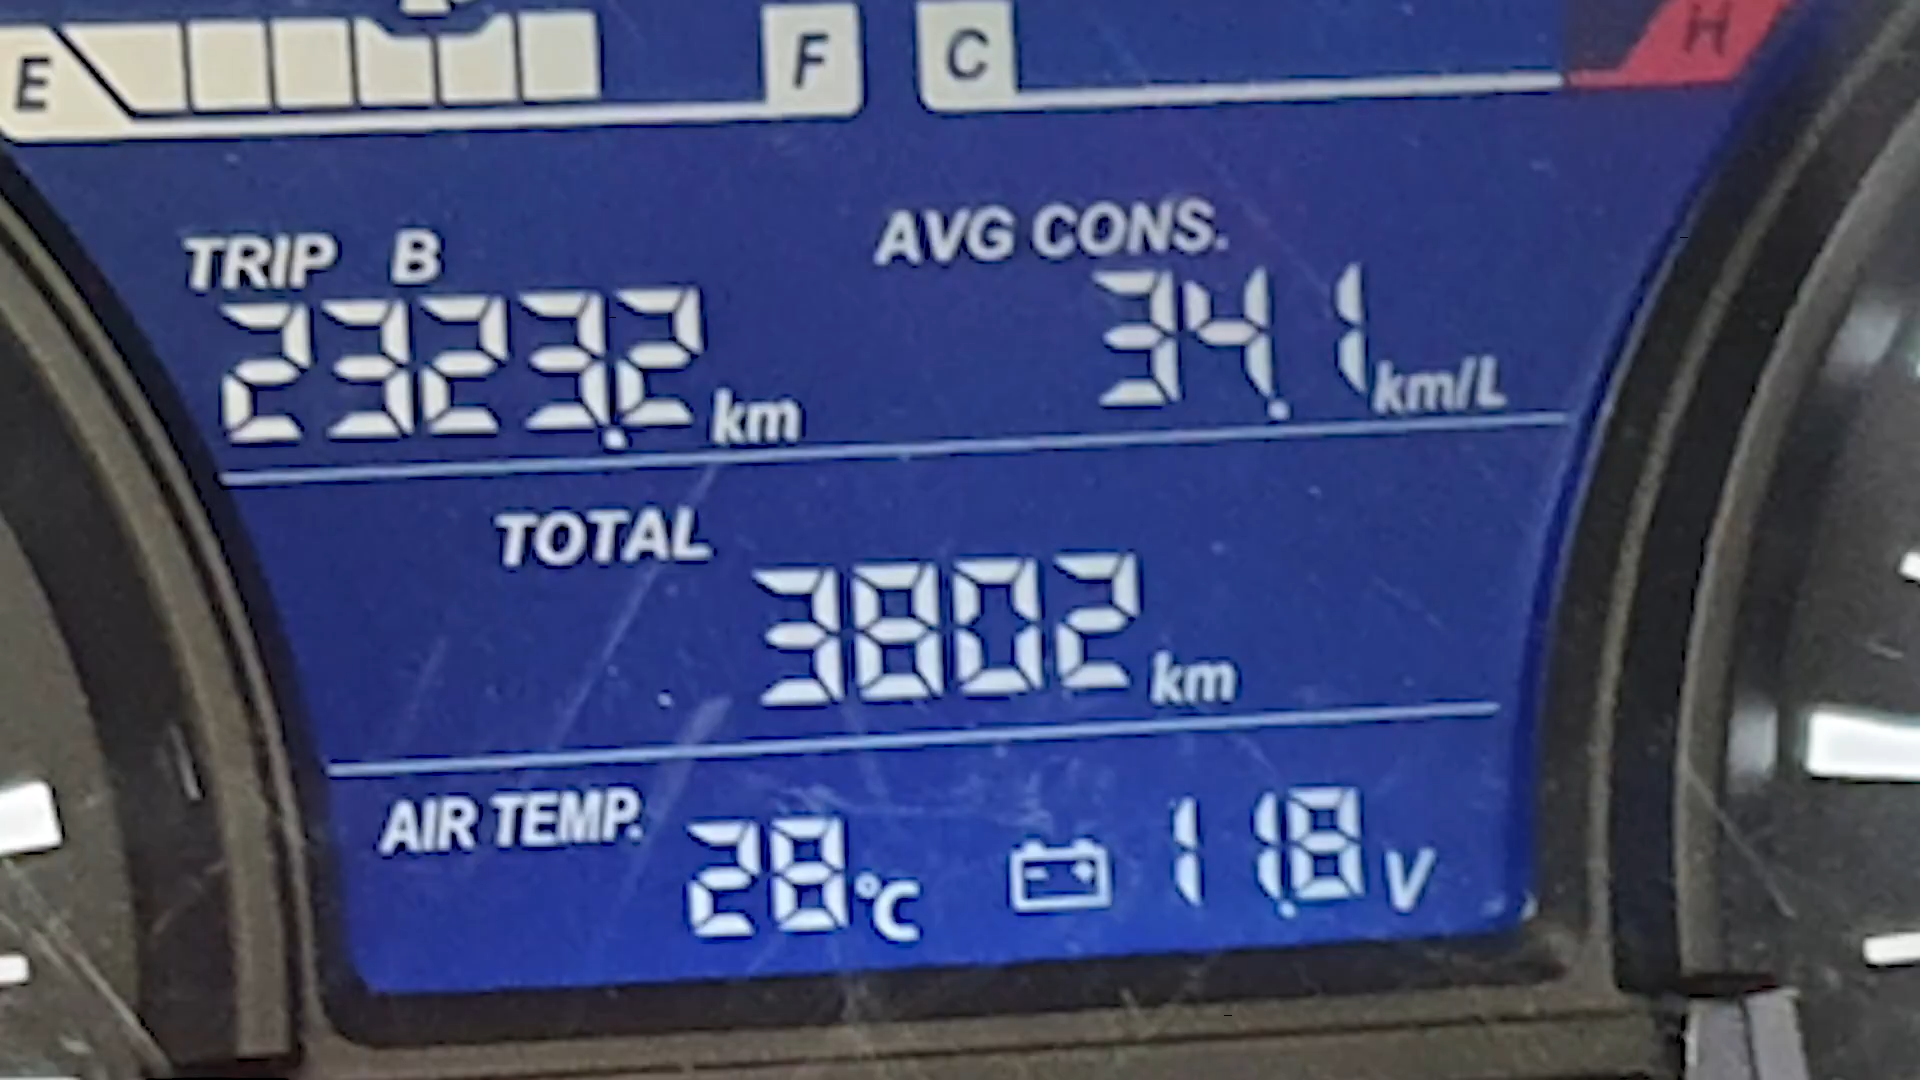 E F C H
TRIP B AVG CONS.
2323.2 km 34.1 km/L
TOTAL
3802 km
AIR TEMP. 28 °C 11.8 V